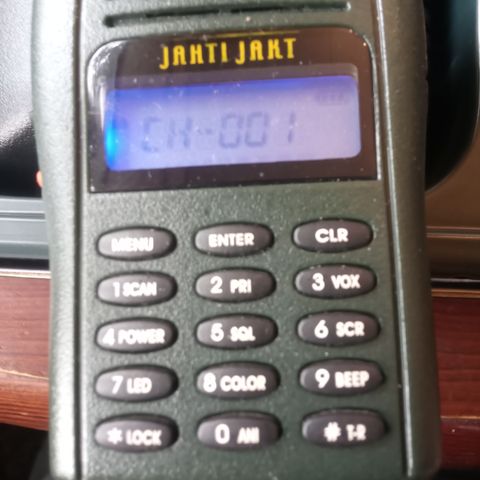 JAHTI JAKT
CH-001
MENU ENTER CLR
1 SCAN 2 PRI 3 VOX
4 POWER 5 SQL 6 SCR
7 LED 8 COLOR 9 BEEP
* LOCK 0 ANI # T-R